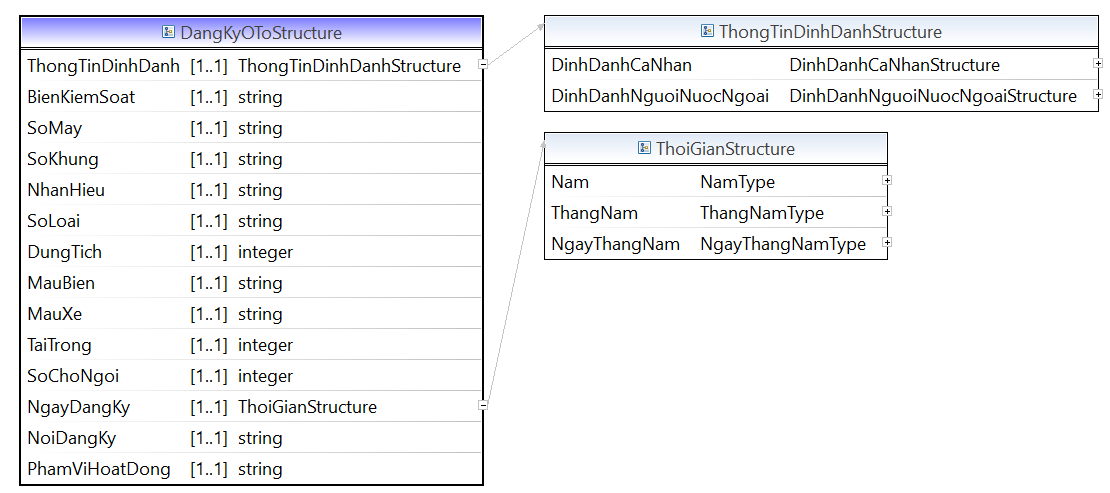 DangKyOToStructure
ThongTinDinhDanh [1..1] ThongTinDinhDanhStructure
BienKiemSoat [1..1] string
SoMay [1..1] string
SoKhung [1..1] string
NhanHieu [1..1] string
SoLoai [1..1] string
DungTich [1..1] integer
MauBien [1..1] string
MauXe [1..1] string
TaiTrong [1..1] integer
SoChoNgoi [1..1] integer
NgayDangKy [1..1] ThoiGianStructure
NoiDangKy [1..1] string
PhamViHoatDong [1..1] string
ThongTinDinhDanhStructure
DinhDanhCaNhan DinhDanhCaNhanStructure
DinhDanhNguoiNuocNgoai DinhDanhNguoiNuocNgoaiStructure
ThoiGianStructure
Nam NamType
ThangNam ThangNamType
NgayThangNam NgayThangNamType